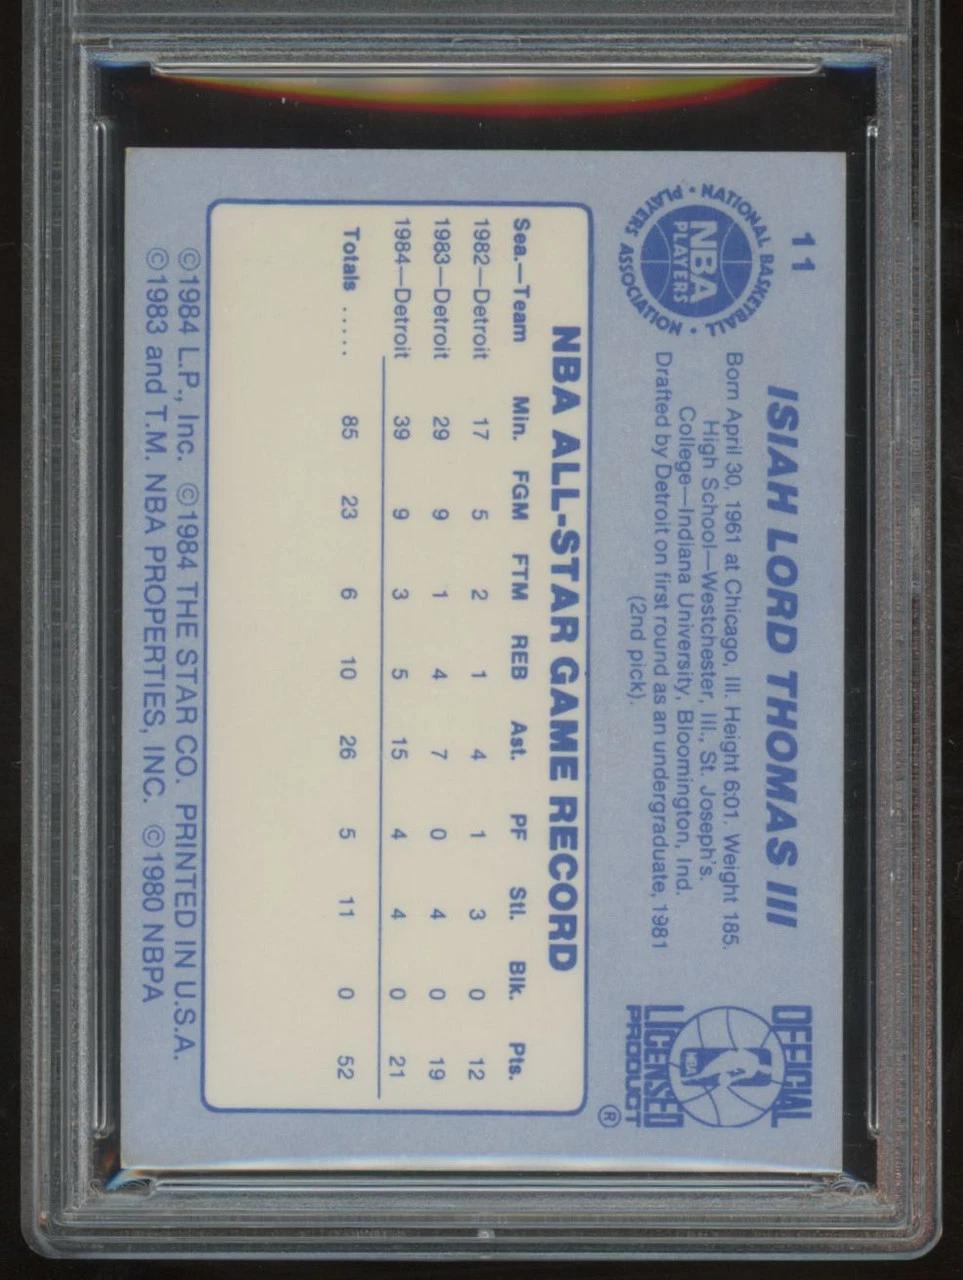 11
NATIONAL BASKETBALL PLAYERS ASSOCIATION
NBA
PLAYERS
ISIAH LORD THOMAS III
Born April 30, 1961 at Chicago, Ill. Height 6:01. Weight 185.
High School—Westchester, Ill., St. Joseph's.
College—Indiana University, Bloomington, Ind.
Drafted by Detroit on first round as an undergraduate, 1981
(2nd pick).
OFFICIAL
NBA
LICENSED
PRODUCT
®
NBA ALL-STAR GAME RECORD
Sea.—Team Min. FGM FTM REB Ast. PF Stl. Blk. Pts.
1982—Detroit 17 5 2 1 4 1 3 0 12
1983—Detroit 29 9 1 4 7 0 4 0 19
1984—Detroit 39 9 3 5 15 4 4 0 21
Totals ..... 85 23 6 10 26 5 11 0 52
©1984 L.P., Inc. ©1984 THE STAR CO. PRINTED IN U.S.A.
©1983 and T.M. NBA PROPERTIES, INC. ©1980 NBPA